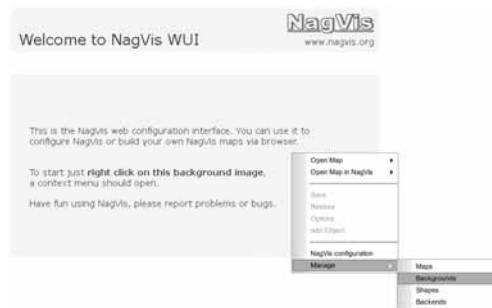 Welcome to NagVis WUI
NagVis
www.nagvis.org
This is the NagVis web configuration interface. You can use it to
configure NagVis or build your own NagVis maps via browser.
To start just right click on this background image,
a context menu should open.
Have fun using NagVis, please report problems or bugs.
Open Map
Open Map in NagVis
Save
Restore
Options
Add Object
NagVis configuration
Manage
Maps
Backgrounds
Shapes
Backends